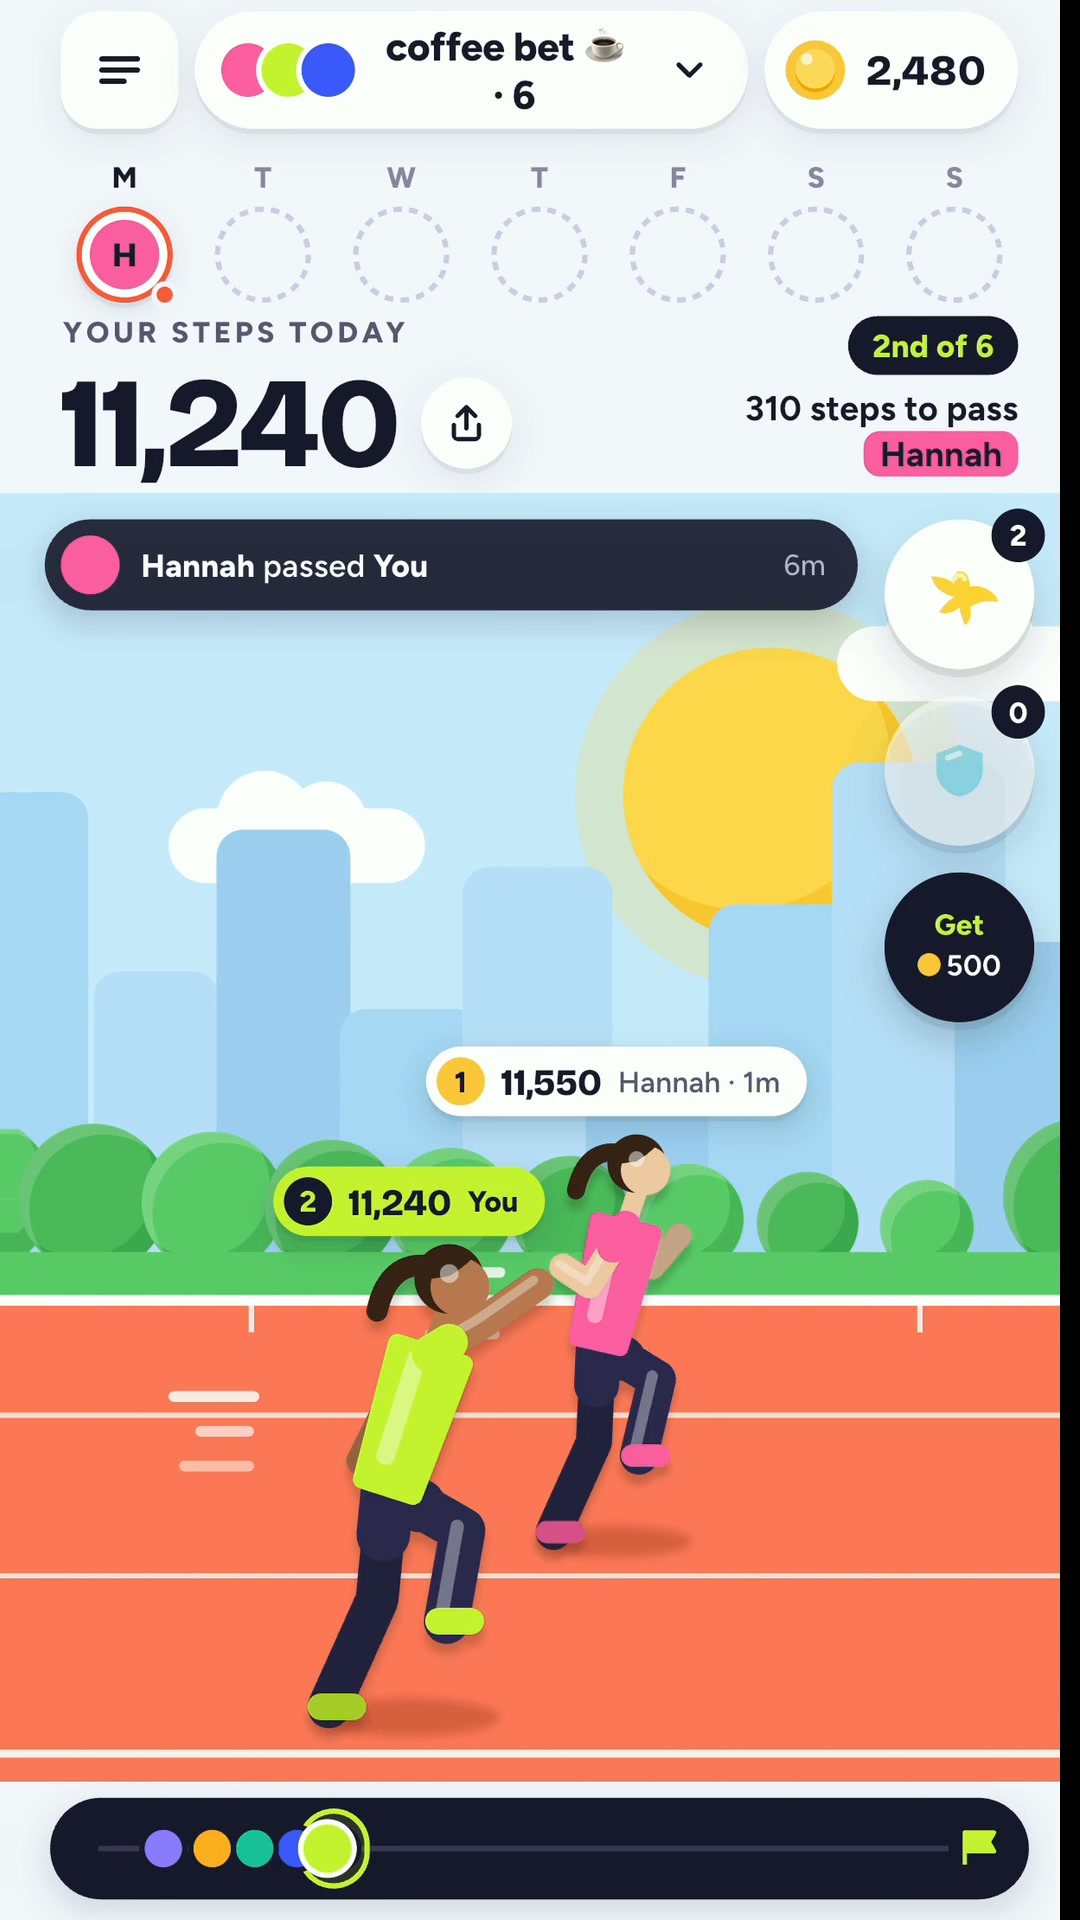 coffee bet ☕
· 6
2,480
M T W T F S S
H
YOUR STEPS TODAY
11,240
2nd of 6
310 steps to pass
Hannah
Hannah passed You 6m
2
0
Get
500
1 11,550 Hannah · 1m
2 11,240 You